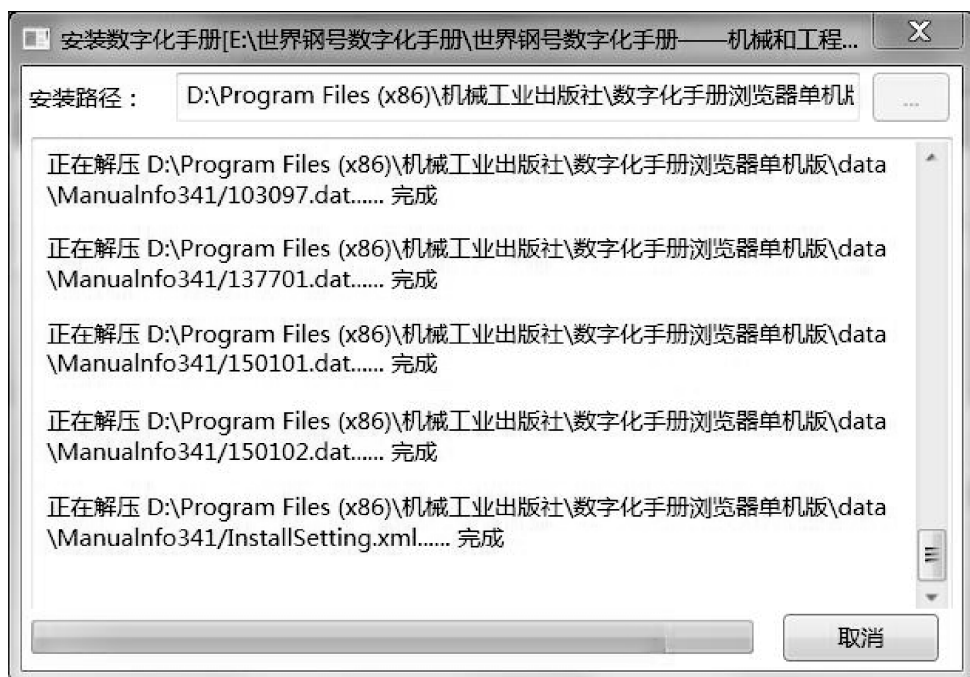 安装数字化手册[E:\世界钢号数字化手册\世界钢号数字化手册——机械和工程...
安装路径： D:\Program Files (x86)\机械工业出版社\数字化手册浏览器单机版 ...
正在解压 D:\Program Files (x86)\机械工业出版社\数字化手册浏览器单机版\data
\ManualInfo341/103097.dat...... 完成
正在解压 D:\Program Files (x86)\机械工业出版社\数字化手册浏览器单机版\data
\ManualInfo341/137701.dat...... 完成
正在解压 D:\Program Files (x86)\机械工业出版社\数字化手册浏览器单机版\data
\ManualInfo341/150101.dat...... 完成
正在解压 D:\Program Files (x86)\机械工业出版社\数字化手册浏览器单机版\data
\ManualInfo341/150102.dat...... 完成
正在解压 D:\Program Files (x86)\机械工业出版社\数字化手册浏览器单机版\data
\ManualInfo341/InstallSetting.xml...... 完成
取消